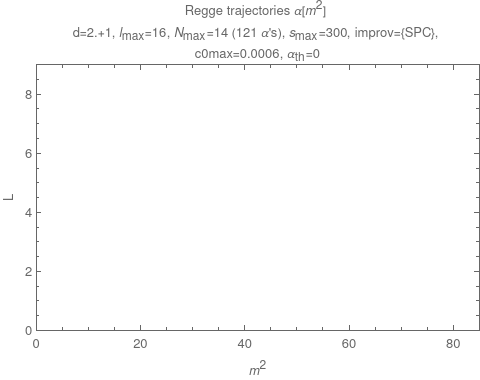 Regge trajectories α[m²]
d=2.+1, lmax=16, Nmax=14 (121 α's), smax=300, improv={SPC},
c0max=0.0006, αth=0
8
6
L
4
2
0
0 20 40 60 80
m²